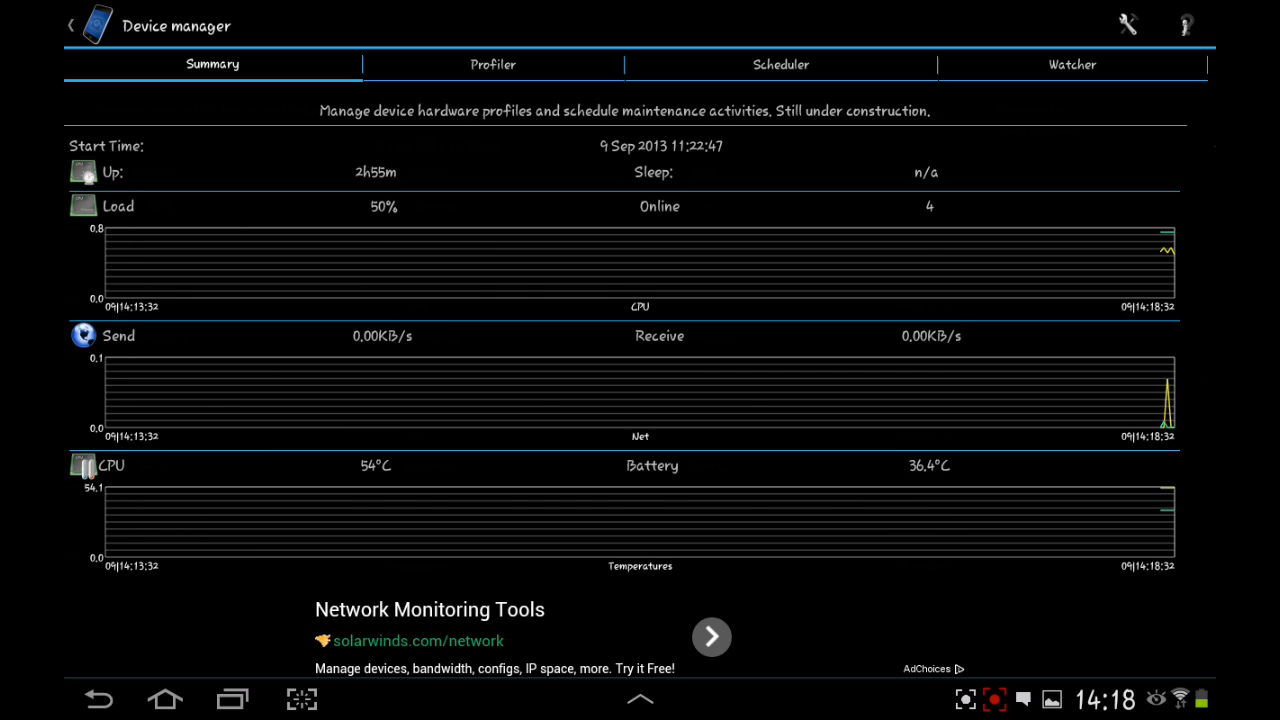 Device manager
Summary Profiler Scheduler Watcher
Manage device hardware profiles and schedule maintenance activities. Still under construction.
Start Time: 9 Sep 2013 11:22:47
Up: 2h55m Sleep: n/a
Load 50% Online 4
0.8
0.0
09|14:13:32 CPU 09|14:18:32
Send 0.00KB/s Receive 0.00KB/s
0.1
0.0
09|14:13:32 Net 09|14:18:32
CPU 54°C Battery 36.4°C
54.1
0.0
09|14:13:32 Temperatures 09|14:18:32
Network Monitoring Tools
solarwinds.com/network
Manage devices, bandwidth, configs, IP space, more. Try it Free!
AdChoices
14:18